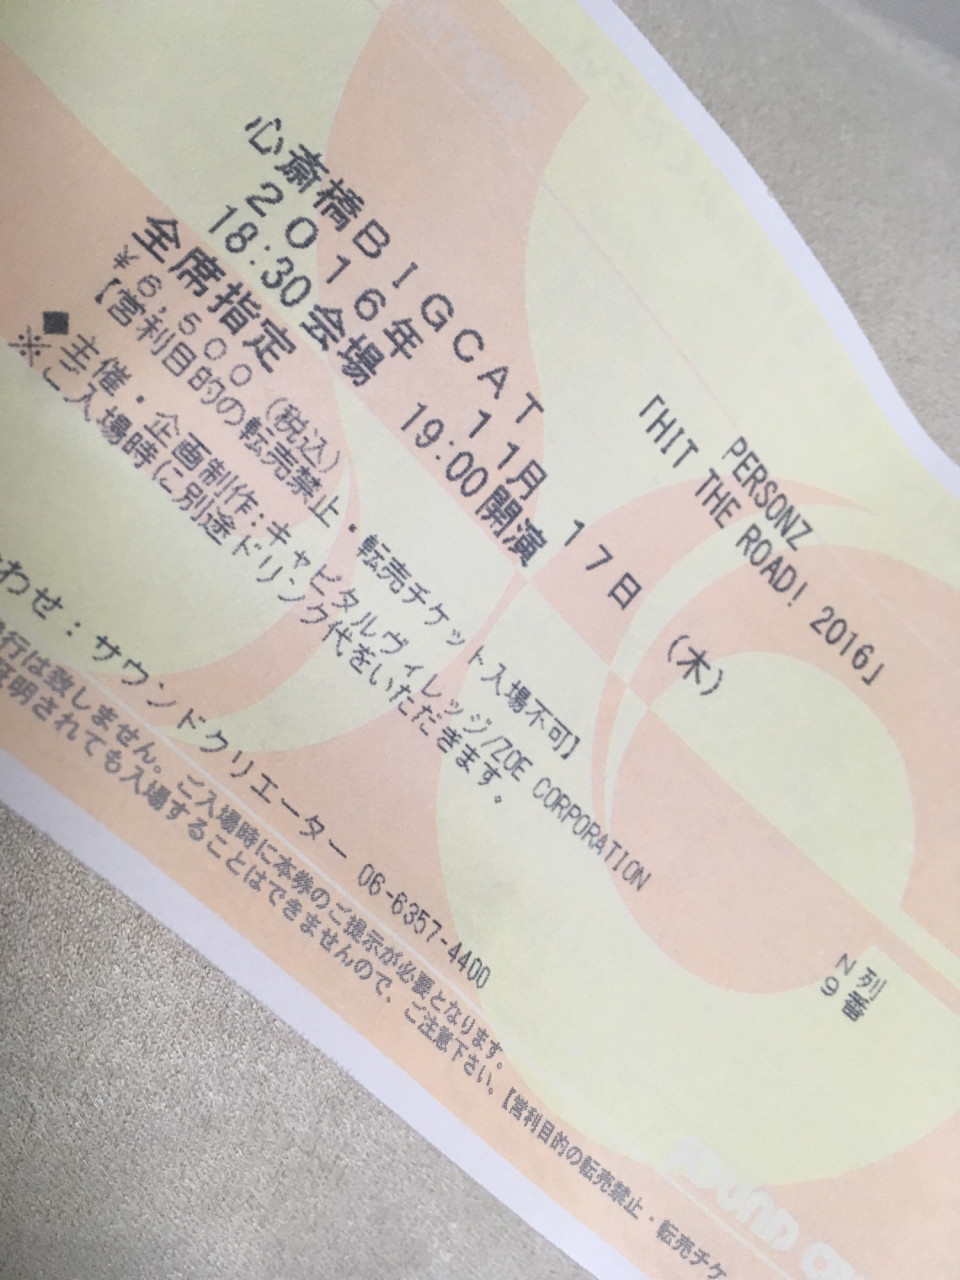 PERSONZ
「HIT THE ROAD! 2016」
心斎橋BIGCAT
2016年 11月 17日 (木)
18:30会場 19:00開演
全席指定
¥6,500 (税込)
【営利目的の転売禁止・転売チケット入場不可】
◆主催・企画制作:キャピタルヴィレッジ/ZOE CORPORATION
※ご入場時に別途ドリンク代をいただきます。
N列
9番
わせ:サウンドクリエーター 06-6357-4400
行は致しません。ご入場時に本券のご提示が必要となります。
証明されても入場することはできませんので、ご注意下さい。【営利目的の転売禁止・転売チケ
SOUND CR